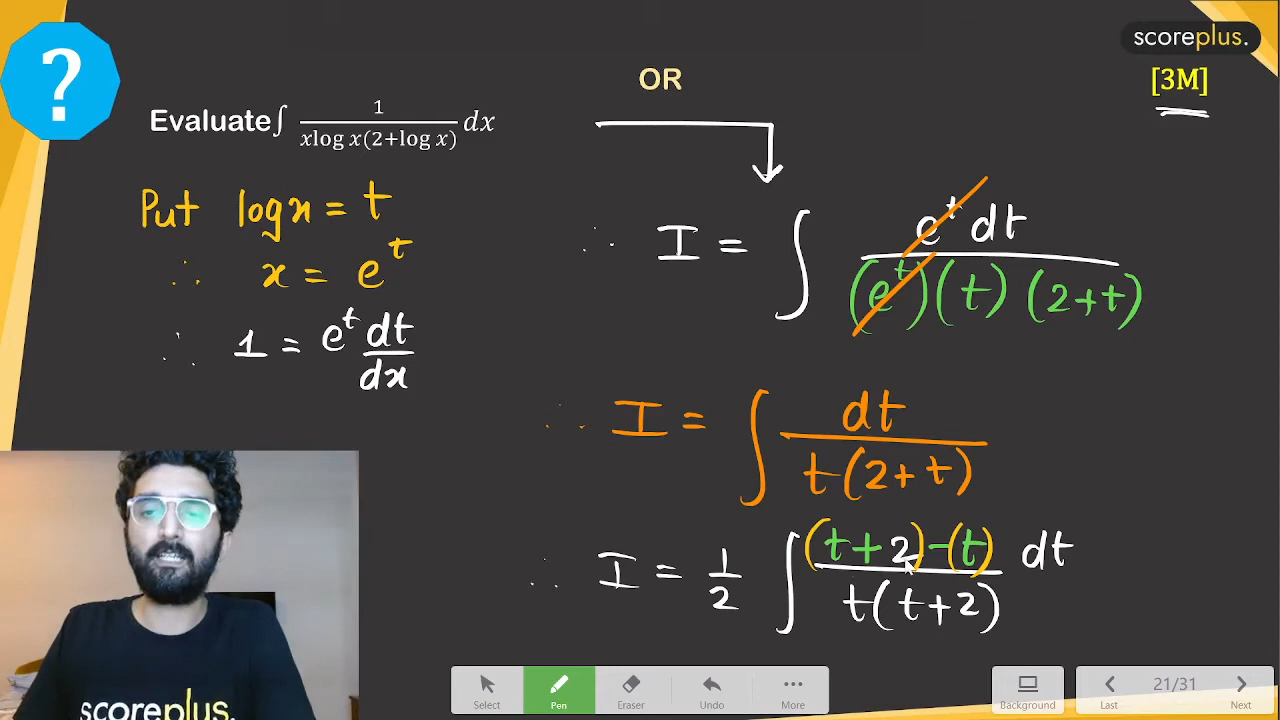 scoreplus.
?
OR
[3M]
Evaluate∫ 1/(xlog x(2+log x)) dx
Put log x = t
∴ x = e^t
∴ 1 = e^t dt/dx
∴ I = ∫ e^t dt / (e^t)(t)(2+t)
∴ I = ∫ dt / t(2+t)
∴ I = 1/2 ∫ (t+2)-(t) / t(t+2) dt
scoreplus.
Select
Pen
Eraser
Undo
More
Background
Last
21/31
Next